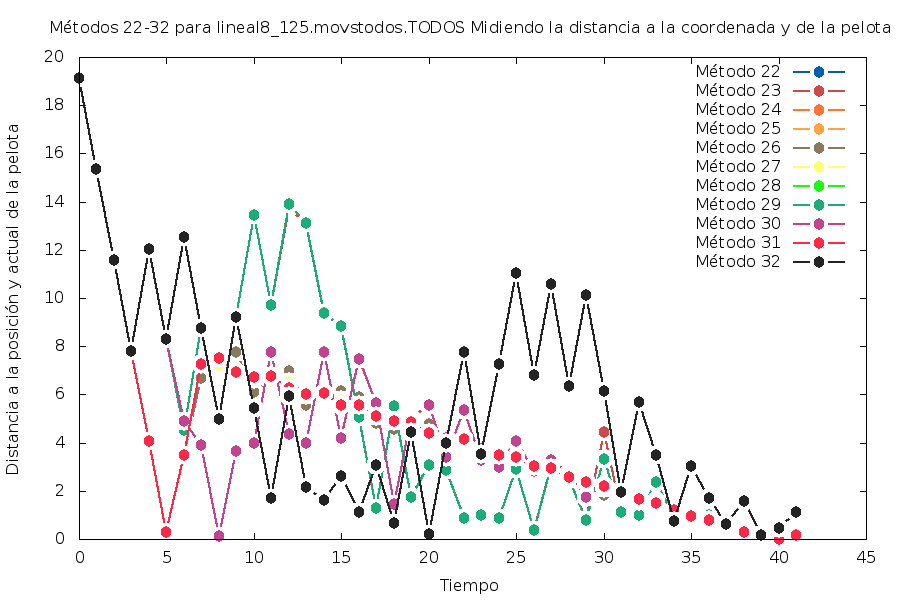 Métodos 22-32 para lineal8_125.movstodos.TODOS Midiendo la distancia a la coordenada y de la pelota
Distancia a la posición y actual de la pelota
20
18
16
14
12
10
8
6
4
2
0
Método 22
Método 23
Método 24
Método 25
Método 26
Método 27
Método 28
Método 29
Método 30
Método 31
Método 32
0 5 10 15 20 25 30 35 40 45
Tiempo